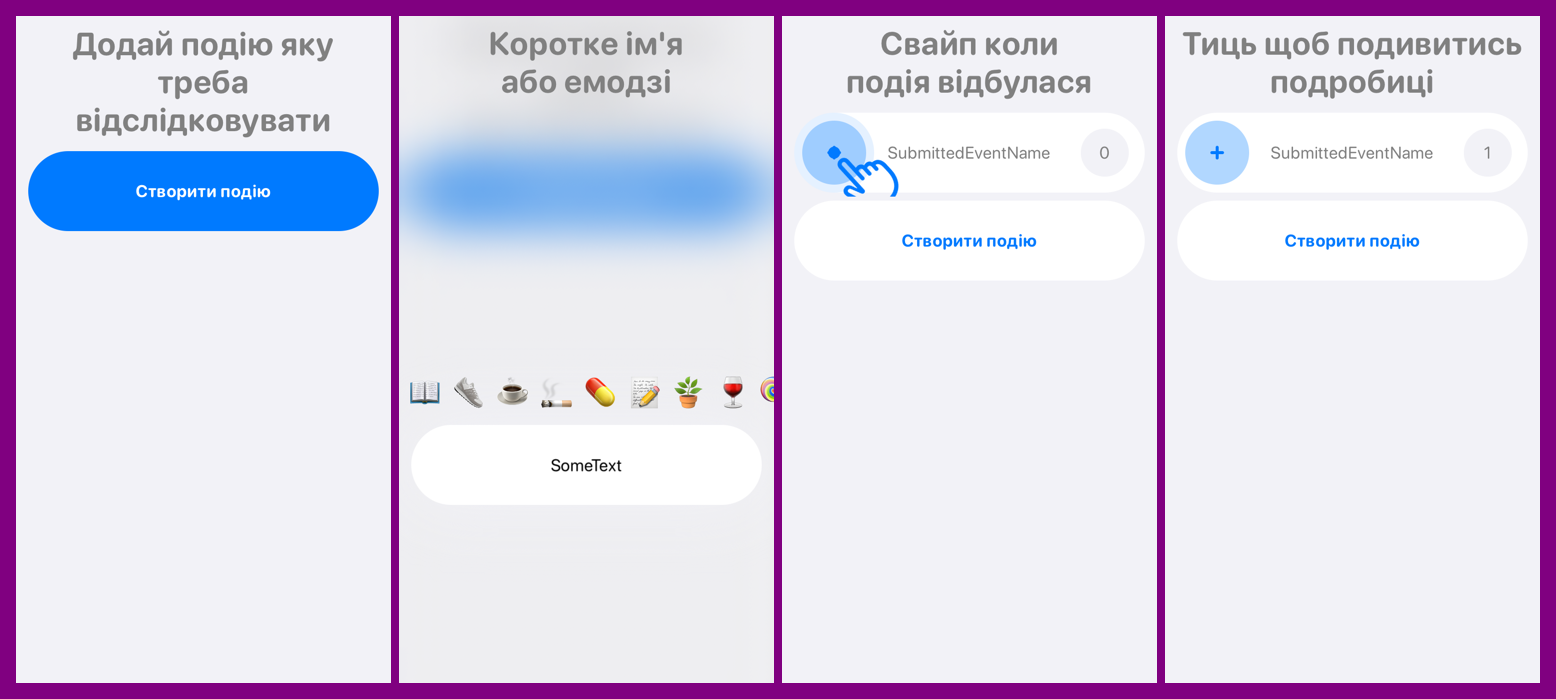 Додай подію яку
треба
відслідковувати
Створити подію
Коротке ім'я
або емодзі
SomeText
Свайп коли
подія відбулася
SubmittedEventName 0
Створити подію
Тиць щоб подивитись
подробиці
+ SubmittedEventName 1
Створити подію